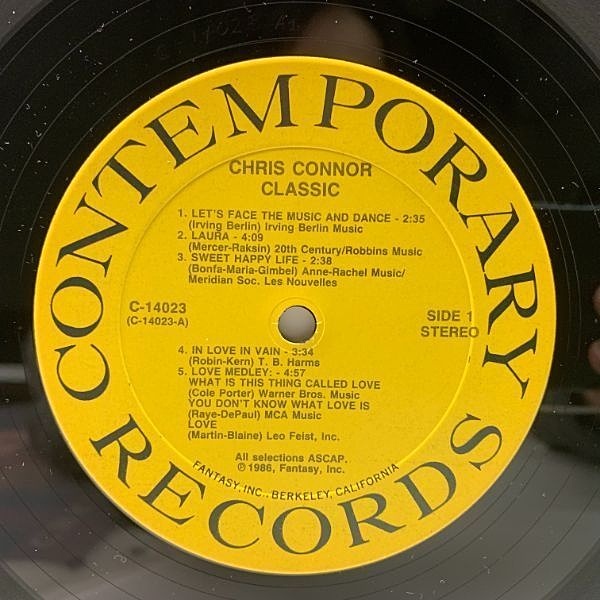 C-14023 A1
CONTEMPORARY RECORDS
CHRIS CONNOR
CLASSIC
1. LET'S FACE THE MUSIC AND DANCE - 2:35
(Irving Berlin) Irving Berlin Music
2. LAURA - 4:09
(Mercer-Raksin) 20th Century/Robbins Music
3. SWEET HAPPY LIFE - 2:38
(Bonfa-Maria-Gimbel) Anne-Rachel Music/
Meridian Soc. Les Nouvelles
C-14023
(C-14023-A)
SIDE 1
STEREO
4. IN LOVE IN VAIN - 3:34
(Robin-Kern) T. B. Harms
5. LOVE MEDLEY: - 4:57
WHAT IS THIS THING CALLED LOVE
(Cole Porter) Warner Bros. Music
YOU DON'T KNOW WHAT LOVE IS
(Raye-DePaul) MCA Music
LOVE
(Martin-Blaine) Leo Feist, Inc.
All selections ASCAP.
℗1986, Fantasy, Inc.
FANTASY, INC., BERKELEY, CALIFORNIA